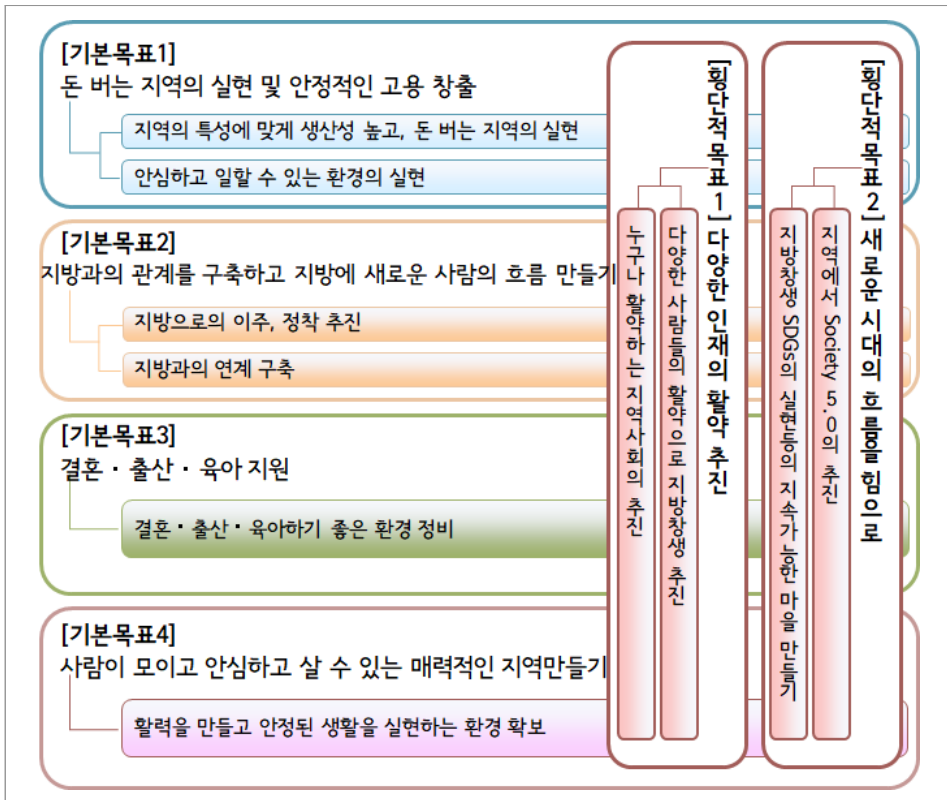 [기본목표1]
돈 버는 지역의 실현 및 안정적인 고용 창출
지역의 특성에 맞게 생산성 높고, 돈 버는 지역의 실현
안심하고 일할 수 있는 환경의 실현
[기본목표2]
지방과의 관계를 구축하고 지방에 새로운 사람의 흐름 만들기
지방으로의 이주, 정착 추진
지방과의 연계 구축
[기본목표3]
결혼・출산・육아 지원
결혼・출산・육아하기 좋은 환경 정비
[기본목표4]
사람이 모이고 안심하고 살 수 있는 매력적인 지역만들기
활력을 만들고 안정된 생활을 실현하는 환경 확보
[횡단적목표1] 다양한 인재의 활약 추진
다양한 사람들의 활약으로 지방창생 추진
누구나 활약하는 지역사회의 추진
[횡단적목표2] 새로운 시대의 흐름을 힘으로
지역에서 Society 5.0의 추진
지방창생 SDGs의 실현등의 지속가능한 마을 만들기